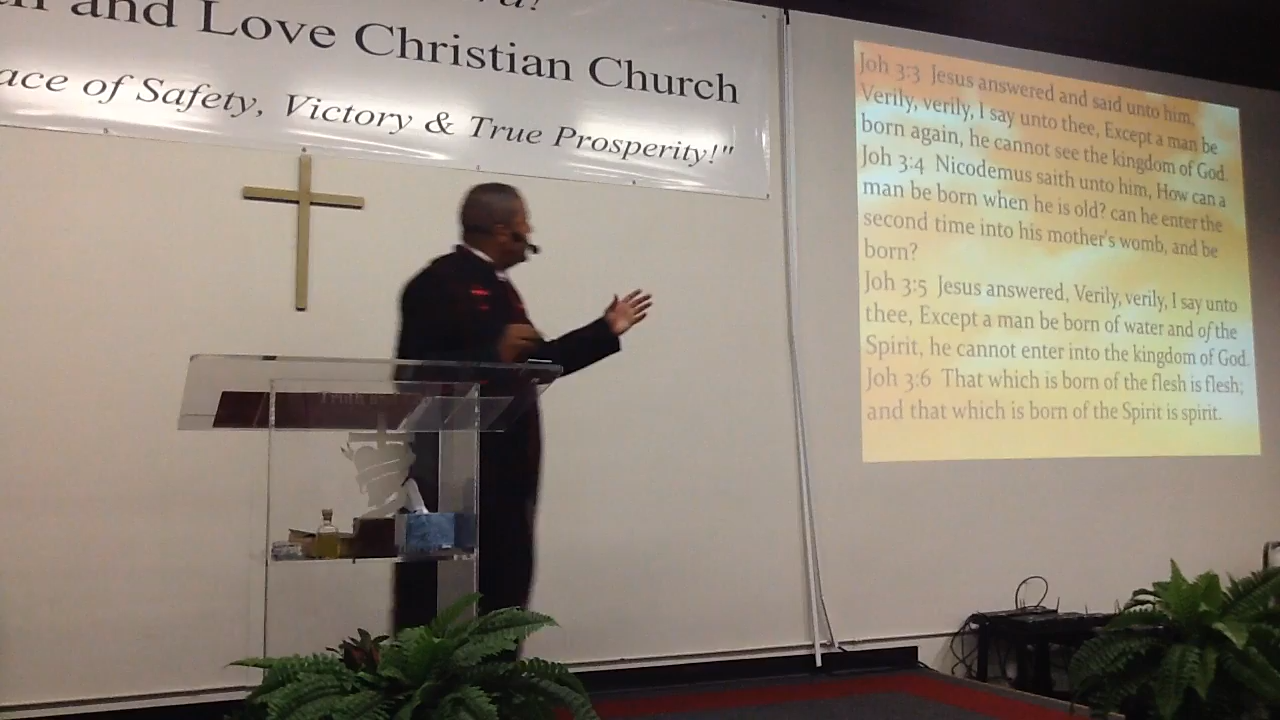 and Love Christian Church
ace of Safety, Victory & True Prosperity!"
Joh 3:3 Jesus answered and said unto him,
Verily, verily, I say unto thee, Except a man be
born again, he cannot see the kingdom of God.
Joh 3:4 Nicodemus saith unto him, How can a
man be born when he is old? can he enter the
second time into his mother's womb, and be
born?
Joh 3:5 Jesus answered, Verily, verily, I say unto
thee, Except a man be born of water and of the
Spirit, he cannot enter into the kingdom of God.
Joh 3:6 That which is born of the flesh is flesh;
and that which is born of the Spirit is spirit.